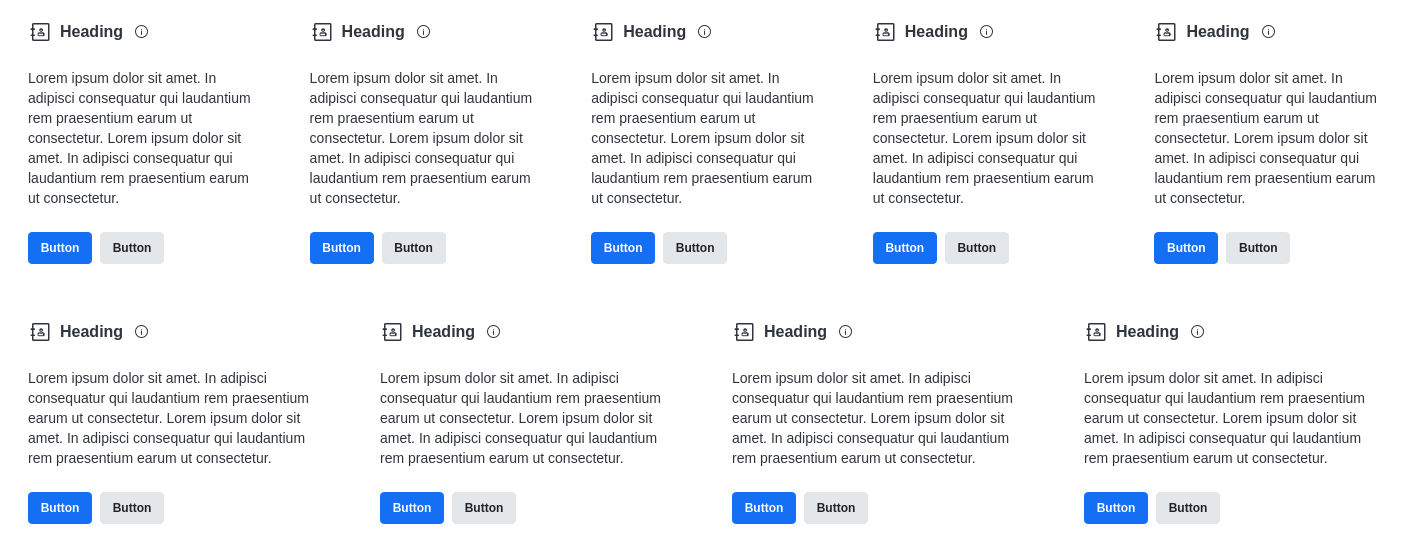 Heading
Lorem ipsum dolor sit amet. In
adipisci consequatur qui laudantium
rem praesentium earum ut
consectetur. Lorem ipsum dolor sit
amet. In adipisci consequatur qui
laudantium rem praesentium earum
ut consectetur.
Button Button
Heading
Lorem ipsum dolor sit amet. In
adipisci consequatur qui laudantium
rem praesentium earum ut
consectetur. Lorem ipsum dolor sit
amet. In adipisci consequatur qui
laudantium rem praesentium earum
ut consectetur.
Button Button
Heading
Lorem ipsum dolor sit amet. In
adipisci consequatur qui laudantium
rem praesentium earum ut
consectetur. Lorem ipsum dolor sit
amet. In adipisci consequatur qui
laudantium rem praesentium earum
ut consectetur.
Button Button
Heading
Lorem ipsum dolor sit amet. In
adipisci consequatur qui laudantium
rem praesentium earum ut
consectetur. Lorem ipsum dolor sit
amet. In adipisci consequatur qui
laudantium rem praesentium earum
ut consectetur.
Button Button
Heading
Lorem ipsum dolor sit amet. In
adipisci consequatur qui laudantium
rem praesentium earum ut
consectetur. Lorem ipsum dolor sit
amet. In adipisci consequatur qui
laudantium rem praesentium earum
ut consectetur.
Button Button
Heading
Lorem ipsum dolor sit amet. In adipisci
consequatur qui laudantium rem praesentium
earum ut consectetur. Lorem ipsum dolor sit
amet. In adipisci consequatur qui laudantium
rem praesentium earum ut consectetur.
Button Button
Heading
Lorem ipsum dolor sit amet. In adipisci
consequatur qui laudantium rem praesentium
earum ut consectetur. Lorem ipsum dolor sit
amet. In adipisci consequatur qui laudantium
rem praesentium earum ut consectetur.
Button Button
Heading
Lorem ipsum dolor sit amet. In adipisci
consequatur qui laudantium rem praesentium
earum ut consectetur. Lorem ipsum dolor sit
amet. In adipisci consequatur qui laudantium
rem praesentium earum ut consectetur.
Button Button
Heading
Lorem ipsum dolor sit amet. In adipisci
consequatur qui laudantium rem praesentium
earum ut consectetur. Lorem ipsum dolor sit
amet. In adipisci consequatur qui laudantium
rem praesentium earum ut consectetur.
Button Button